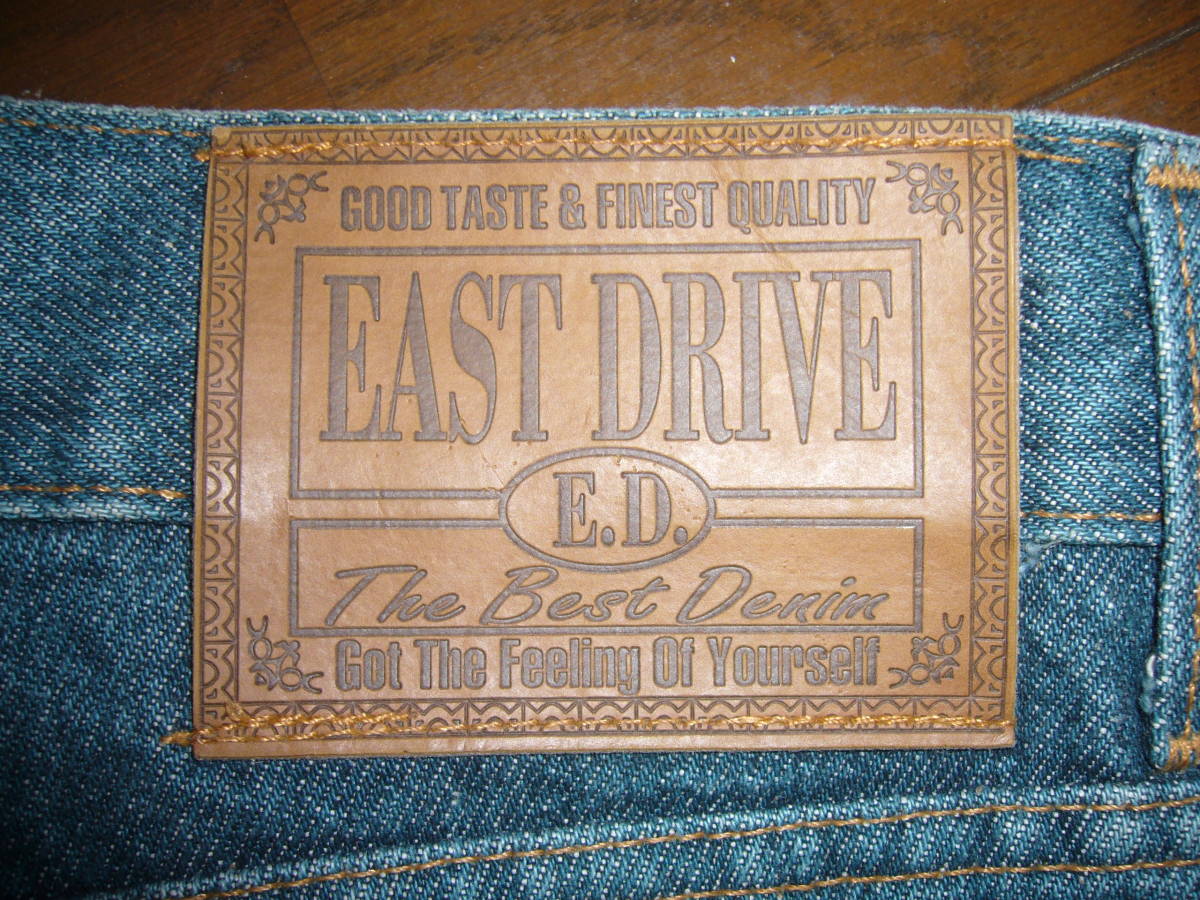 GOOD TASTE & FINEST QUALITY
EAST DRIVE
E.D.
The Best Denim
Got The Feeling Of Yourself